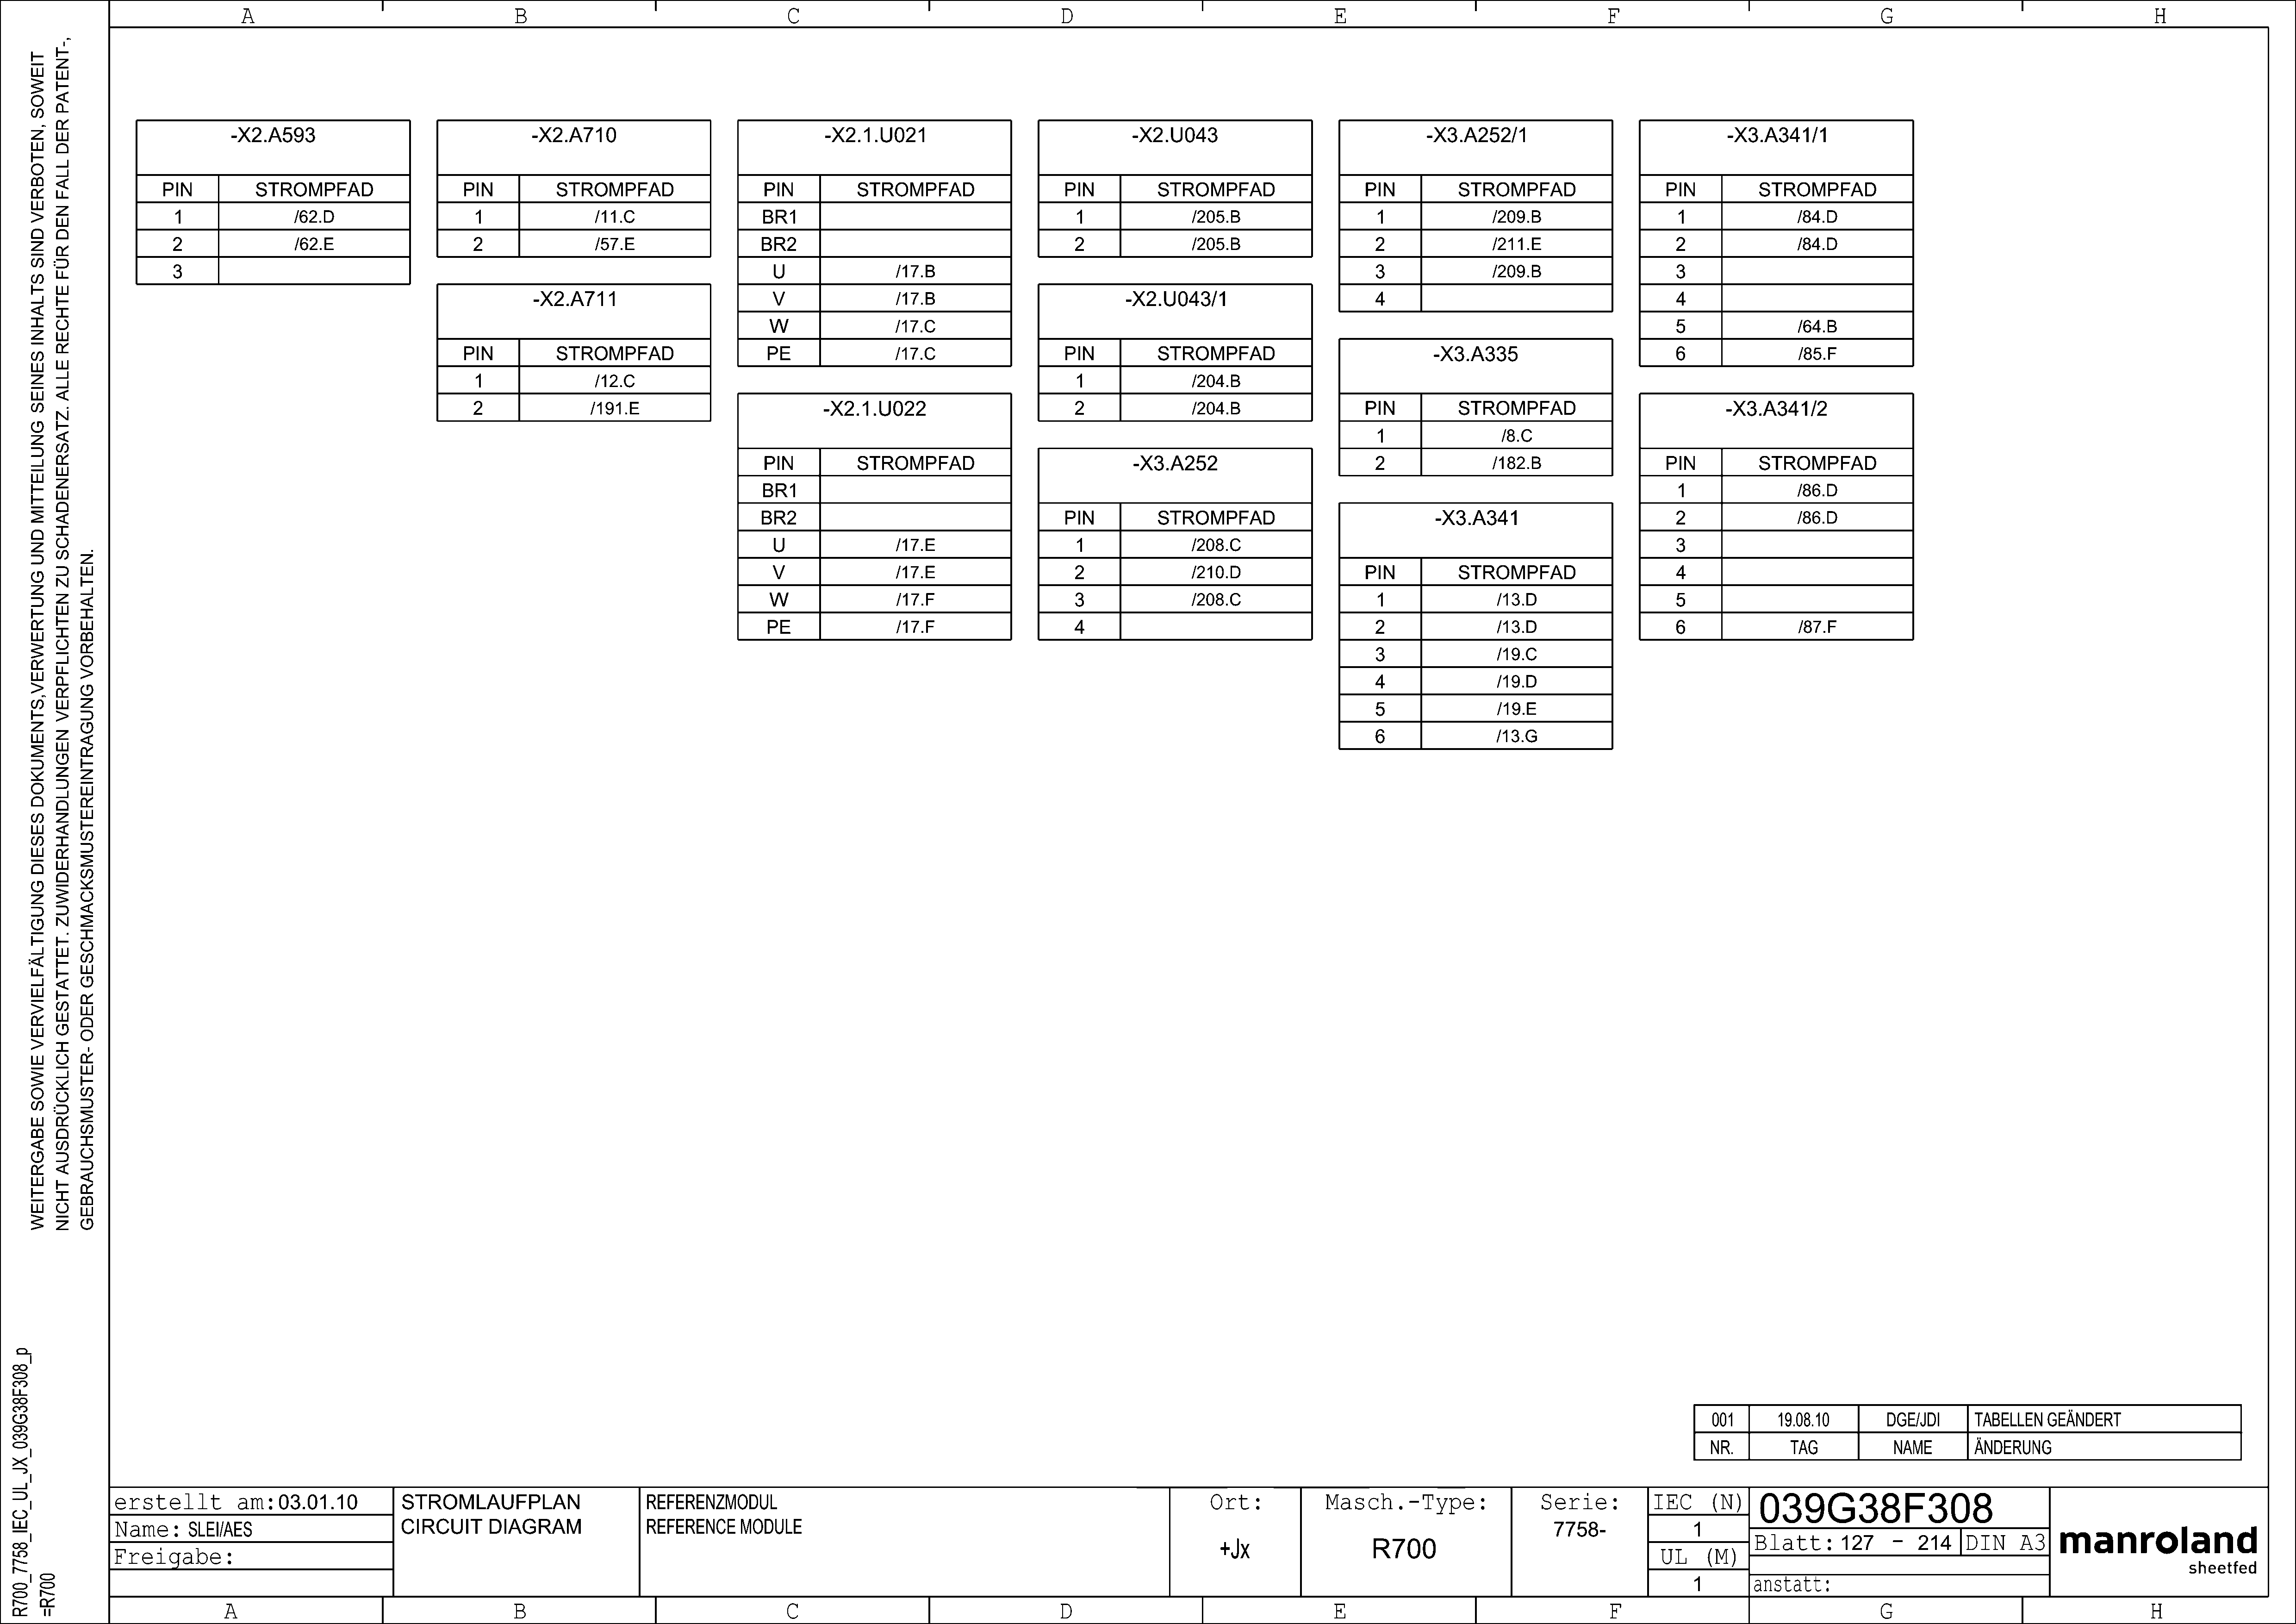 A B C D E F G H
WEITERGABE SOWIE VERVIELFÄLTIGUNG DIESES DOKUMENTS,VERWERTUNG UND MITTEILUNG SEINES INHALTS SIND VERBOTEN, SOWEIT
NICHT AUSDRÜCKLICH GESTATTET. ZUWIDERHANDLUNGEN VERPFLICHTEN ZU SCHADENERSATZ. ALLE RECHTE FÜR DEN FALL DER PATENT-,
GEBRAUCHSMUSTER- ODER GESCHMACKSMUSTEREINTRAGUNG VORBEHALTEN.
R700_7758_IEC_UL_JX_039G38F308_p
=R700
-X2.A593
PIN STROMPFAD
1 /62.D
2 /62.E
3
-X2.A710
PIN STROMPFAD
1 /11.C
2 /57.E
-X2.A711
PIN STROMPFAD
1 /12.C
2 /191.E
-X2.1.U021
PIN STROMPFAD
BR1
BR2
U /17.B
V /17.B
W /17.C
PE /17.C
-X2.1.U022
PIN STROMPFAD
BR1
BR2
U /17.E
V /17.E
W /17.F
PE /17.F
-X2.U043
PIN STROMPFAD
1 /205.B
2 /205.B
-X2.U043/1
PIN STROMPFAD
1 /204.B
2 /204.B
-X3.A252
PIN STROMPFAD
1 /208.C
2 /210.D
3 /208.C
4
-X3.A252/1
PIN STROMPFAD
1 /209.B
2 /211.E
3 /209.B
4
-X3.A335
PIN STROMPFAD
1 /8.C
2 /182.B
-X3.A341
PIN STROMPFAD
1 /13.D
2 /13.D
3 /19.C
4 /19.D
5 /19.E
6 /13.G
-X3.A341/1
PIN STROMPFAD
1 /84.D
2 /84.D
3
4
5 /64.B
6 /85.F
-X3.A341/2
PIN STROMPFAD
1 /86.D
2 /86.D
3
4
5
6 /87.F
001 19.08.10 DGE/JDI TABELLEN GEÄNDERT
NR. TAG NAME ÄNDERUNG
erstellt am:03.01.10
Name: SLEI/AES
Freigabe:
STROMLAUFPLAN
CIRCUIT DIAGRAM
REFERENZMODUL
REFERENCE MODULE
Ort:
+Jx
Masch.-Type:
R700
Serie:
7758-
IEC (N)
1
UL (M)
1
039G38F308
Blatt: 127 - 214 DIN A3
anstatt:
manroland
sheetfed
A B C D E F G H